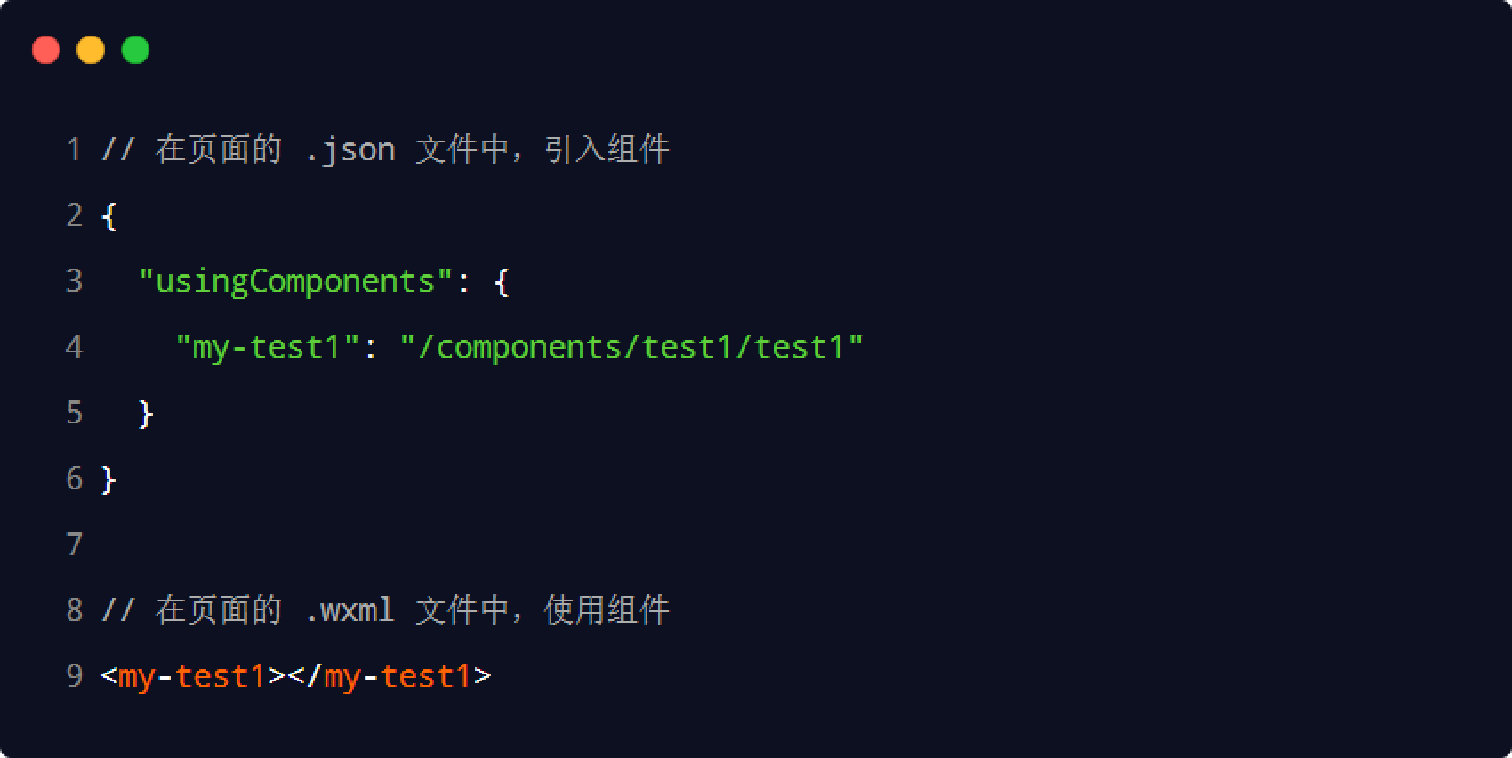 1 // 在页面的 .json 文件中，引入组件
2 {
3   "usingComponents": {
4     "my-test1": "/components/test1/test1"
5   }
6 }
7
8 // 在页面的 .wxml 文件中，使用组件
9 <my-test1></my-test1>